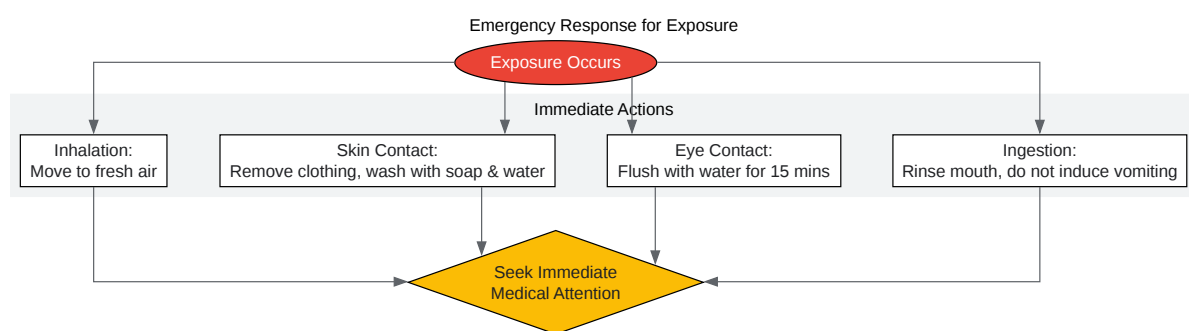 Emergency Response for Exposure
Exposure Occurs
Immediate Actions
Inhalation:
Move to fresh air
Skin Contact:
Remove clothing, wash with soap & water
Eye Contact:
Flush with water for 15 mins
Ingestion:
Rinse mouth, do not induce vomiting
Seek Immediate
Medical Attention